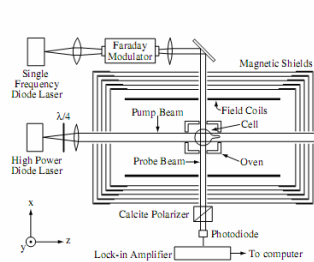 Faraday
Modulator
Single
Frequency
Diode Laser
Magnetic Shields
λ/4
Pump Beam
Field Coils
Cell
High Power
Diode Laser
Probe Beam
Oven
x
y
z
Calcite Polarizer
Photodiode
Lock-in Amplifier
To computer